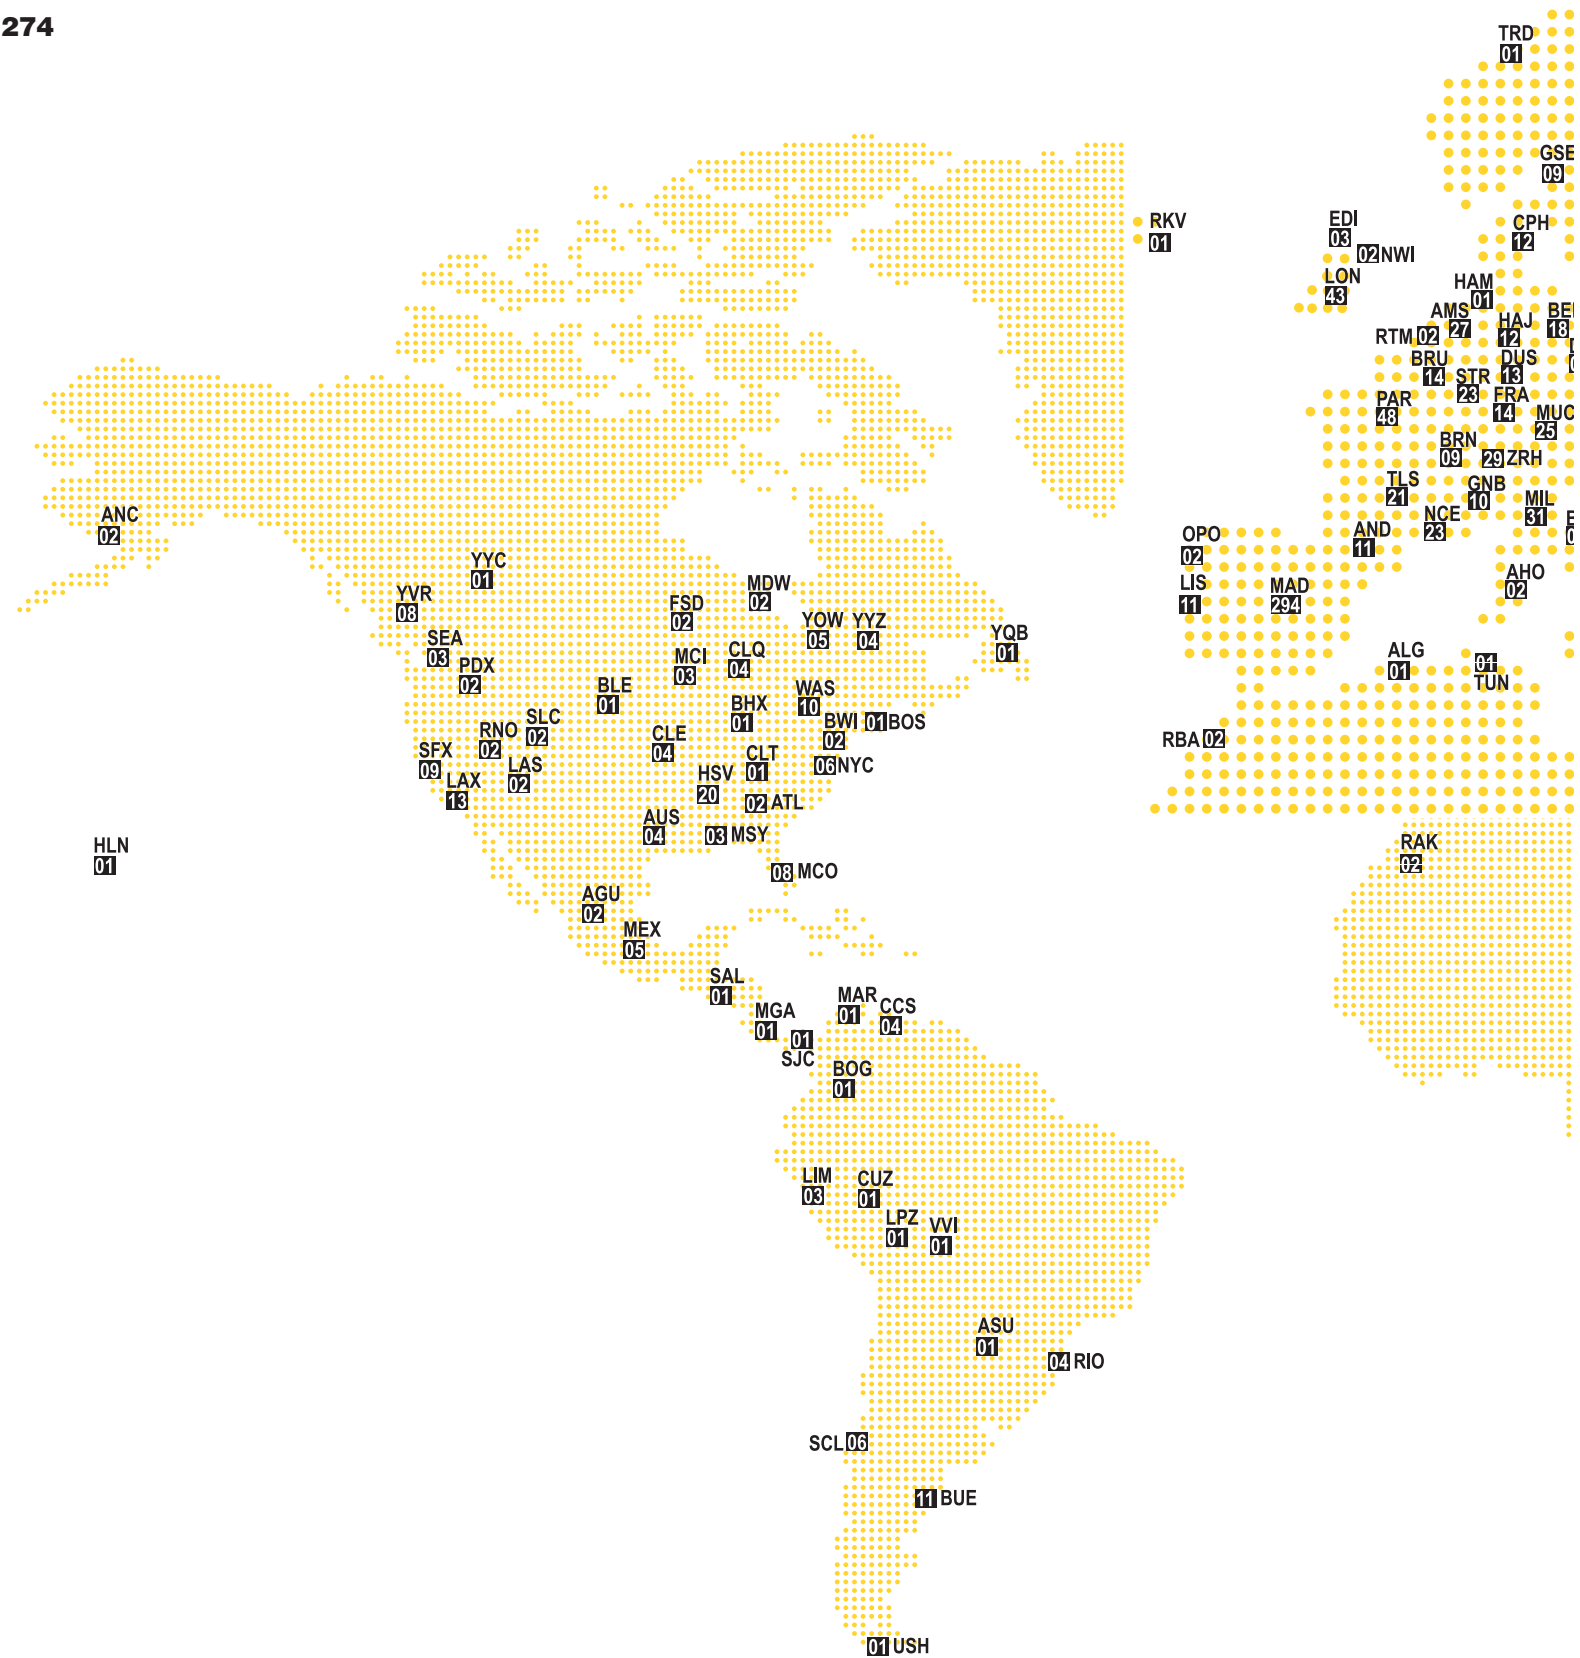 274
TRD
01
GSE
09
RKV
01
EDI
03
CPH
12
02 NWI
LON
43
HAM
01
AMS
27
HAJ
12
18
RTM 02
BRU
14
DUS
13
STR
23
PAR
48
FRA
14
MUC
25
BRN
09
29 ZRH
TLS
21
GNB
10
MIL
31
NCE
23
ANC
02
OPO
02
AND
11
YYC
01
YVR
08
MDW
02
FSD
02
LIS
11
MAD
294
AHO
02
YOW
05
YYZ
04
YQB
01
SEA
03
PDX
02
MCI
03
CLQ
04
ALG
01
01
TUN
BLE
01
BHX
01
WAS
10
BWI
02
01 BOS
SLC
02
RNO
02
CLE
04
RBA 02
SFX
09
LAS
02
CLT
01
06 NYC
LAX
13
HSV
20
02 ATL
AUS
04
03 MSY
HLN
01
RAK
02
08 MCO
AGU
02
MEX
05
SAL
01
MAR
01
CCS
04
MGA
01
01
SJC
BOG
01
LIM
03
CUZ
01
LPZ
01
VVI
01
ASU
01
04 RIO
SCL 06
11 BUE
01 USH